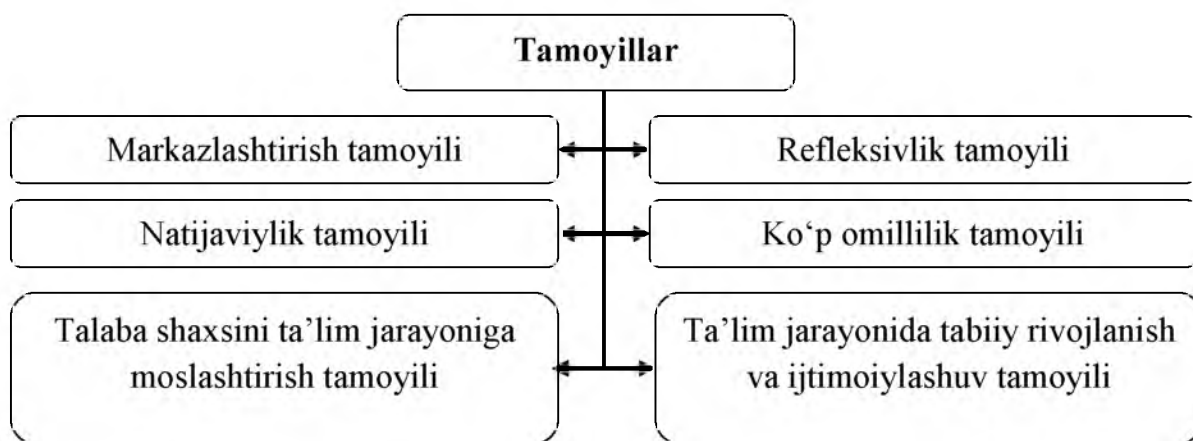 Tamoyillar
Markazlashtirish tamoyili
Refleksivlik tamoyili
Natijaviylik tamoyili
Ko‘p omillilik tamoyili
Talaba shaxsini ta’lim jarayoniga
moslashtirish tamoyili
Ta’lim jarayonida tabiiy rivojlanish
va ijtimoiylashuv tamoyili